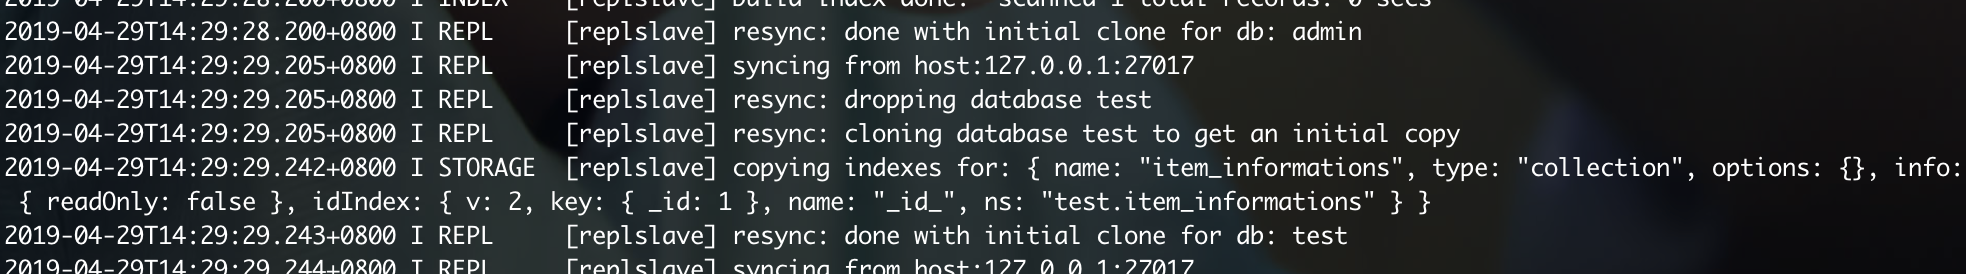 2019-04-29T14:29:28.200+0800 I INDEX    [replslave] build index done.  scanned 1 total records. 0 secs
2019-04-29T14:29:28.200+0800 I REPL     [replslave] resync: done with initial clone for db: admin
2019-04-29T14:29:29.205+0800 I REPL     [replslave] syncing from host:127.0.0.1:27017
2019-04-29T14:29:29.205+0800 I REPL     [replslave] resync: dropping database test
2019-04-29T14:29:29.205+0800 I REPL     [replslave] resync: cloning database test to get an initial copy
2019-04-29T14:29:29.242+0800 I STORAGE  [replslave] copying indexes for: { name: "item_informations", type: "collection", options: {}, info:
{ readOnly: false }, idIndex: { v: 2, key: { _id: 1 }, name: "_id_", ns: "test.item_informations" } }
2019-04-29T14:29:29.243+0800 I REPL     [replslave] resync: done with initial clone for db: test
2019-04-29T14:29:29.244+0800 I REPL     [replslave] syncing from host:127.0.0.1:27017